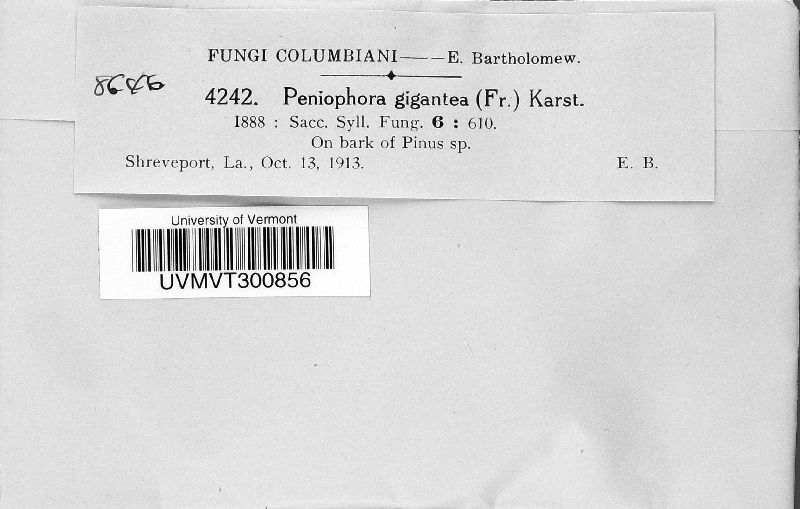 FUNGI COLUMBIANI——E. Bartholomew.
8646
4242. Peniophora gigantea (Fr.) Karst.
1888 : Sacc. Syll. Fung. 6 : 610.
On bark of Pinus sp.
Shreveport, La., Oct. 13, 1913. E. B.
University of Vermont
UVMVT300856